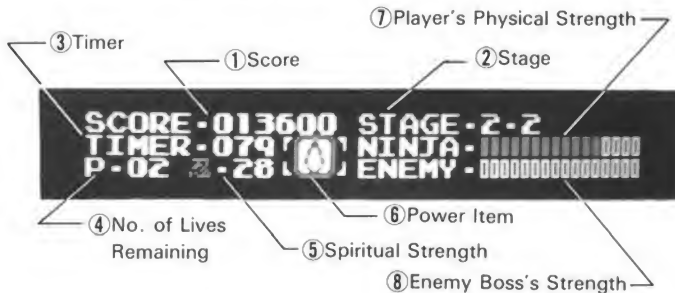 ⑦Player's Physical Strength
③Timer
①Score
②Stage
SCORE-013600 STAGE-2-2
TIMER-079 NINJA-
P-02 -28 ENEMY-
④No. of Lives
Remaining
⑥Power Item
⑤Spiritual Strength
⑧Enemy Boss's Strength